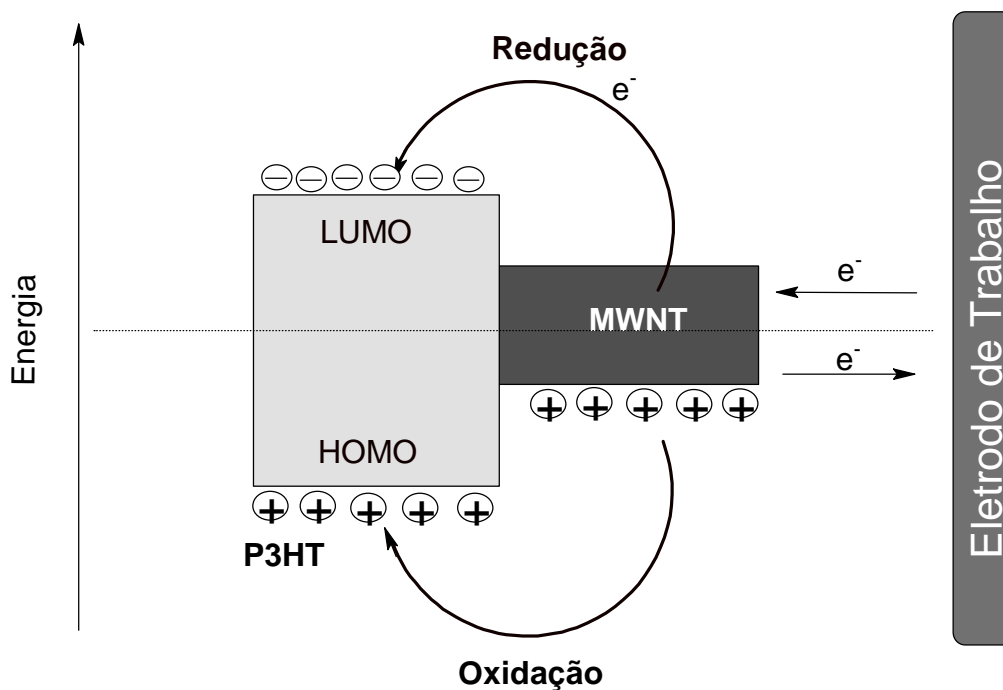 Redução
e-
LUMO
e-
MWNT
Energia
e-
HOMO
P3HT
Oxidação
Eletrodo de Trabalho